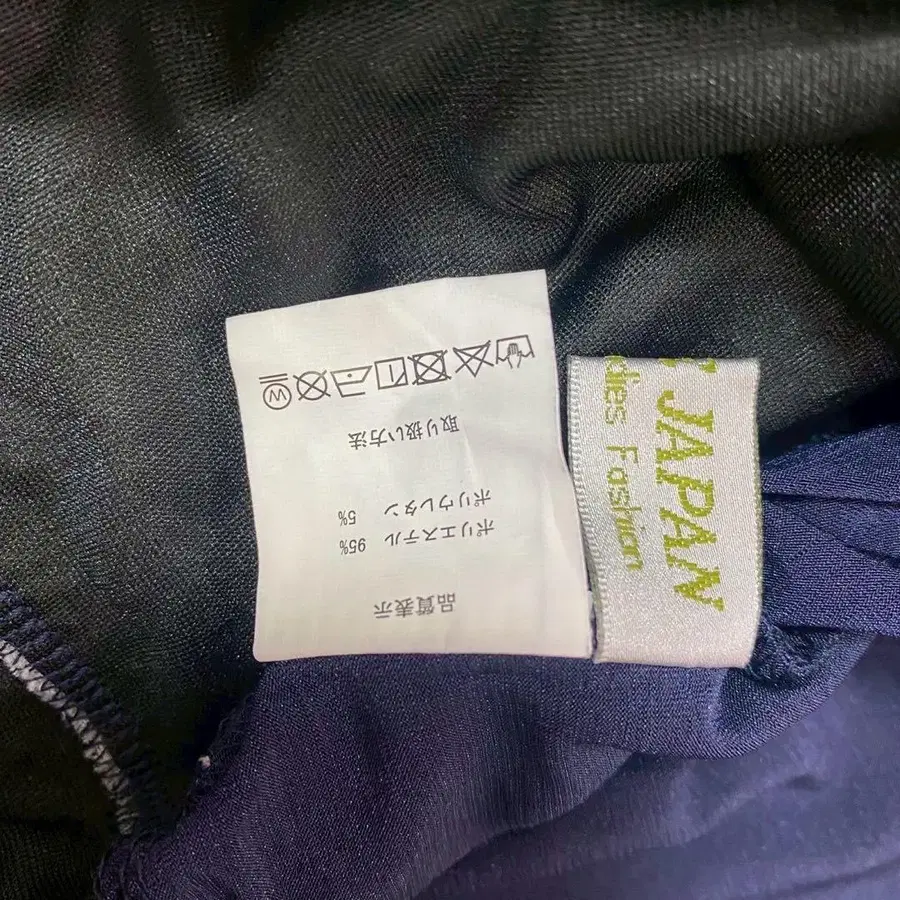 品質表示
ポリエステル 95%
ポリウレタン 5%
取り扱い方法
W
JAPAN
dies Fashion